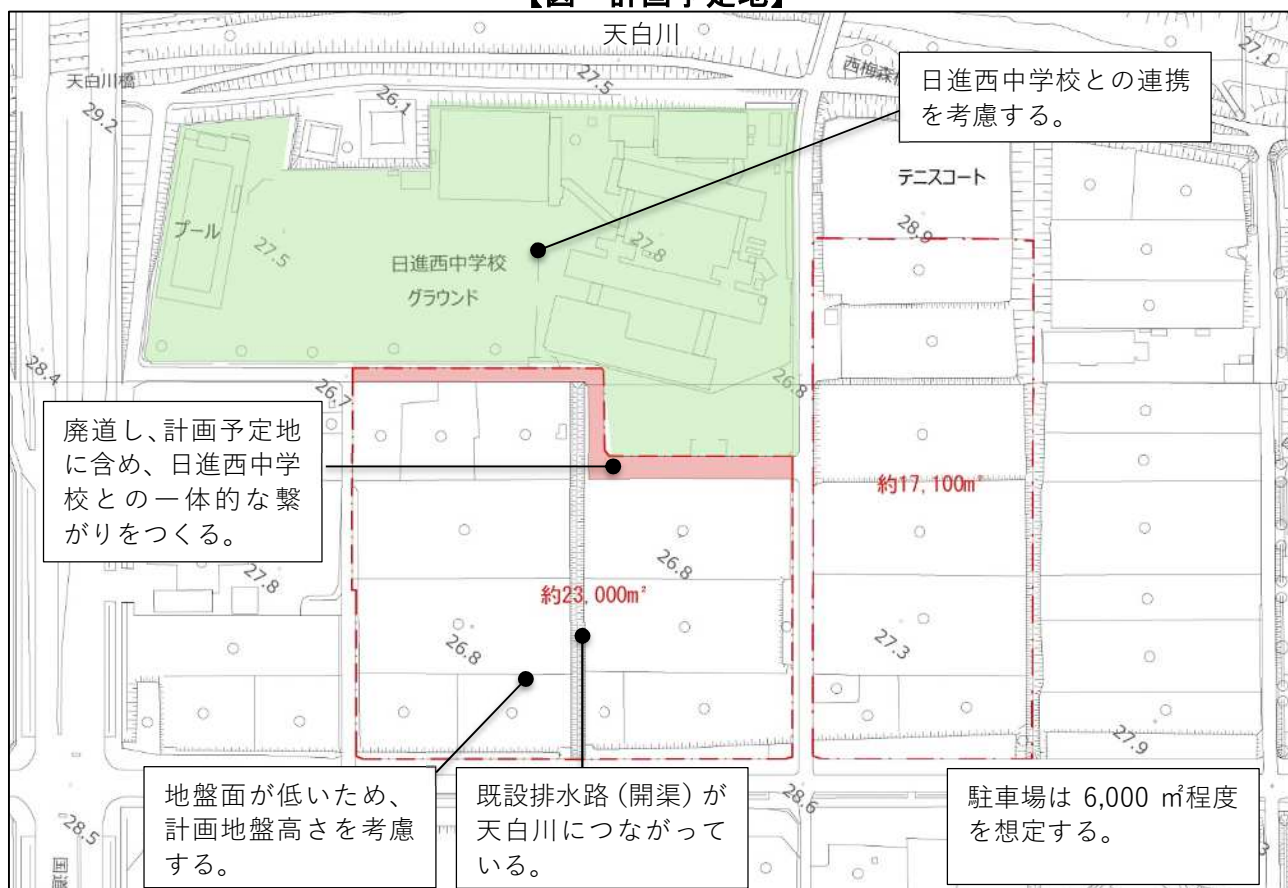 【図 計画予定地】
天白川
天白川橋
29.2
26.1
27.5
27.1
日進西中学校との連携
を考慮する。
テニスコート
28.9
プール
27.5
日進西中学校
グラウンド
27.8
28.4
26.7
26.8
廃道し、計画予定地
に含め、日進西中学
校との一体的な繋
がりをつくる。
約17,100㎡
26.8
27.8
約23,000㎡
26.8
27.3
27.9
地盤面が低いため、
計画地盤高さを考慮
する。
既設排水路(開渠)が
天白川につながって
いる。
28.6
駐車場は 6,000 ㎡程度
を想定する。
28.5
国道